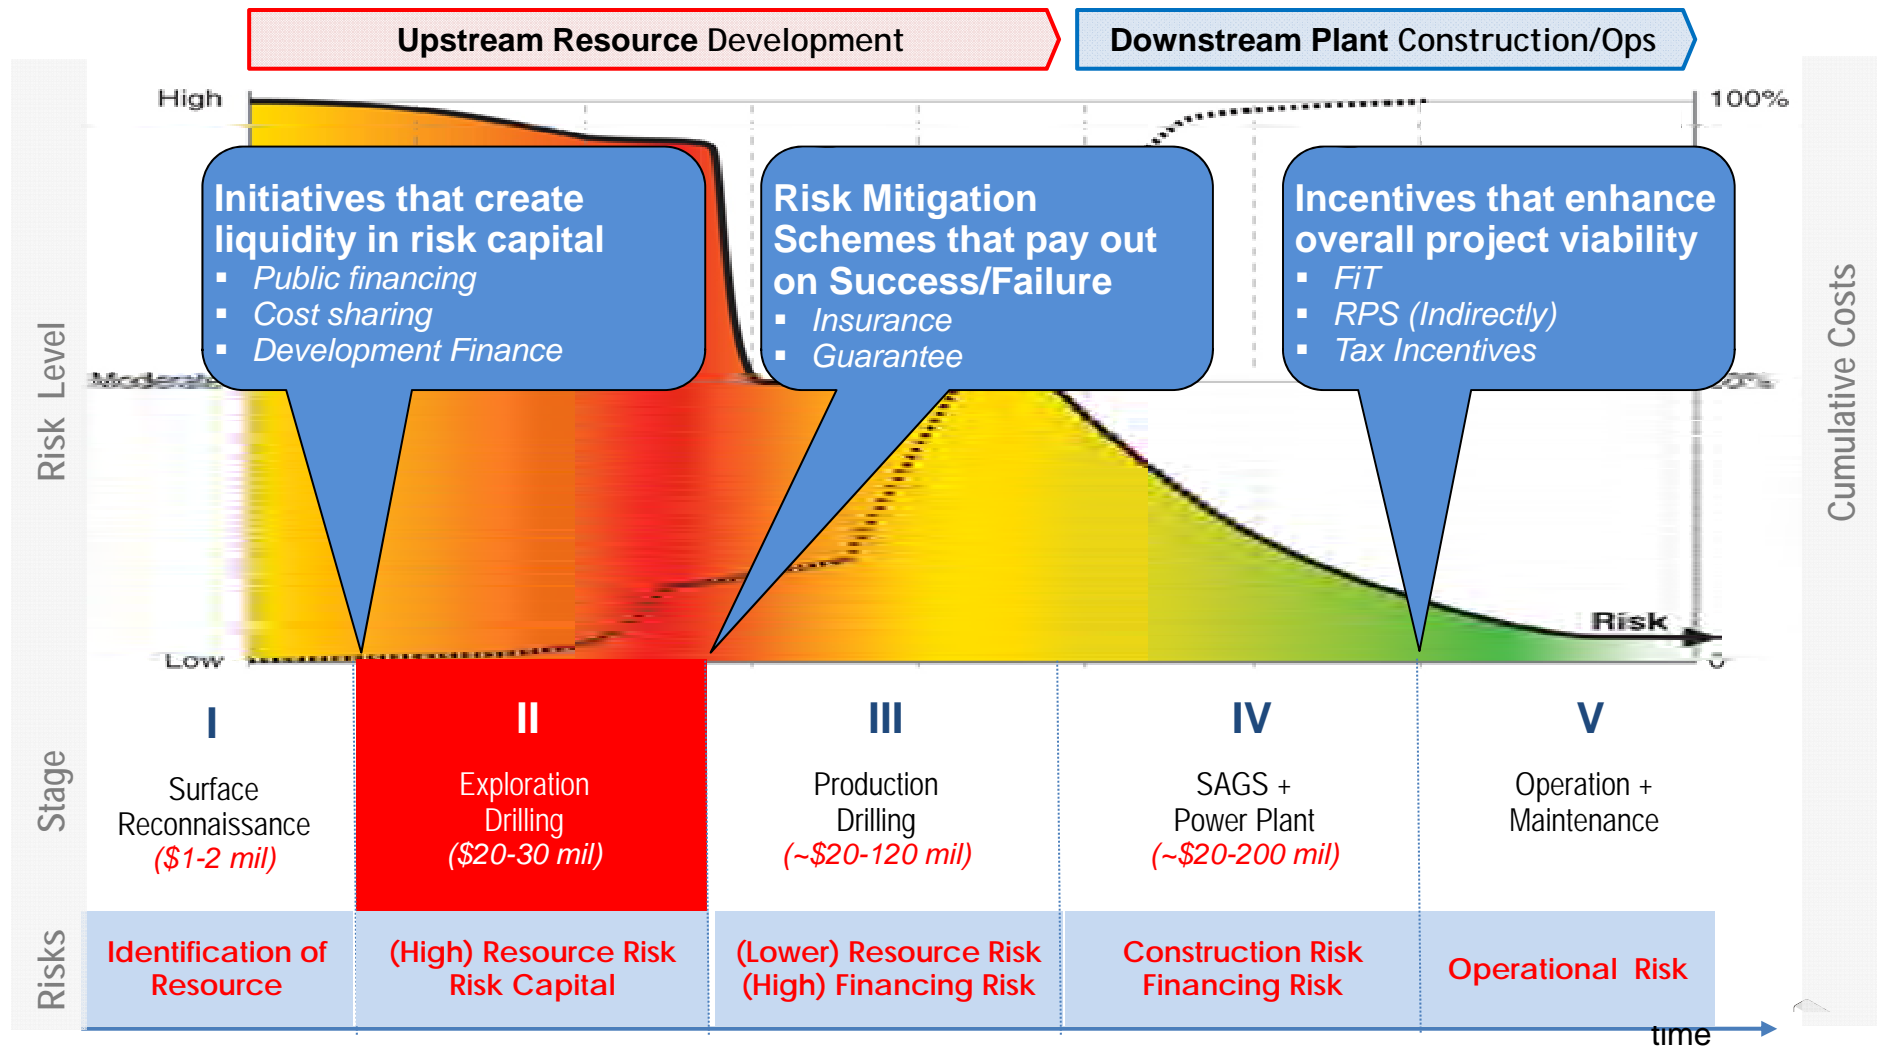 Upstream Resource Development
Downstream Plant Construction/Ops
High
100%
Initiatives that create
liquidity in risk capital
▪ Public financing
▪ Cost sharing
▪ Development Finance
Risk Mitigation
Schemes that pay out
on Success/Failure
▪ Insurance
▪ Guarantee
Incentives that enhance
overall project viability
▪ FiT
▪ RPS (Indirectly)
▪ Tax Incentives
Risk Level
Cumulative Costs
Risk
Low
0
Stage
I
Surface
Reconnaissance
($1-2 mil)
II
Exploration
Drilling
($20-30 mil)
III
Production
Drilling
(~$20-120 mil)
IV
SAGS +
Power Plant
(~$20-200 mil)
V
Operation +
Maintenance
Risks
Identification of
Resource
(High) Resource Risk
Risk Capital
(Lower) Resource Risk
(High) Financing Risk
Construction Risk
Financing Risk
Operational Risk
time